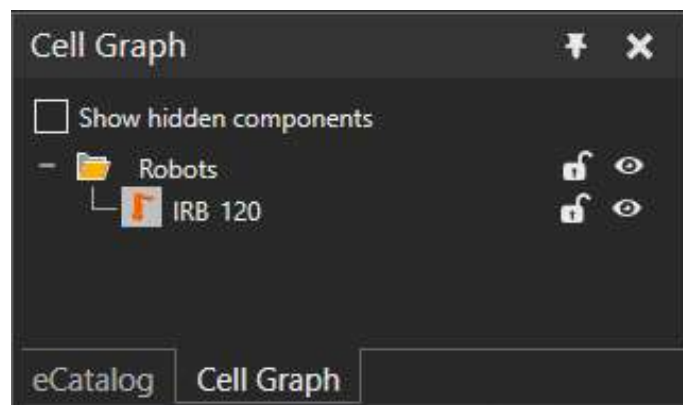 Cell Graph
Show hidden components
Robots
IRB 120
eCatalog Cell Graph